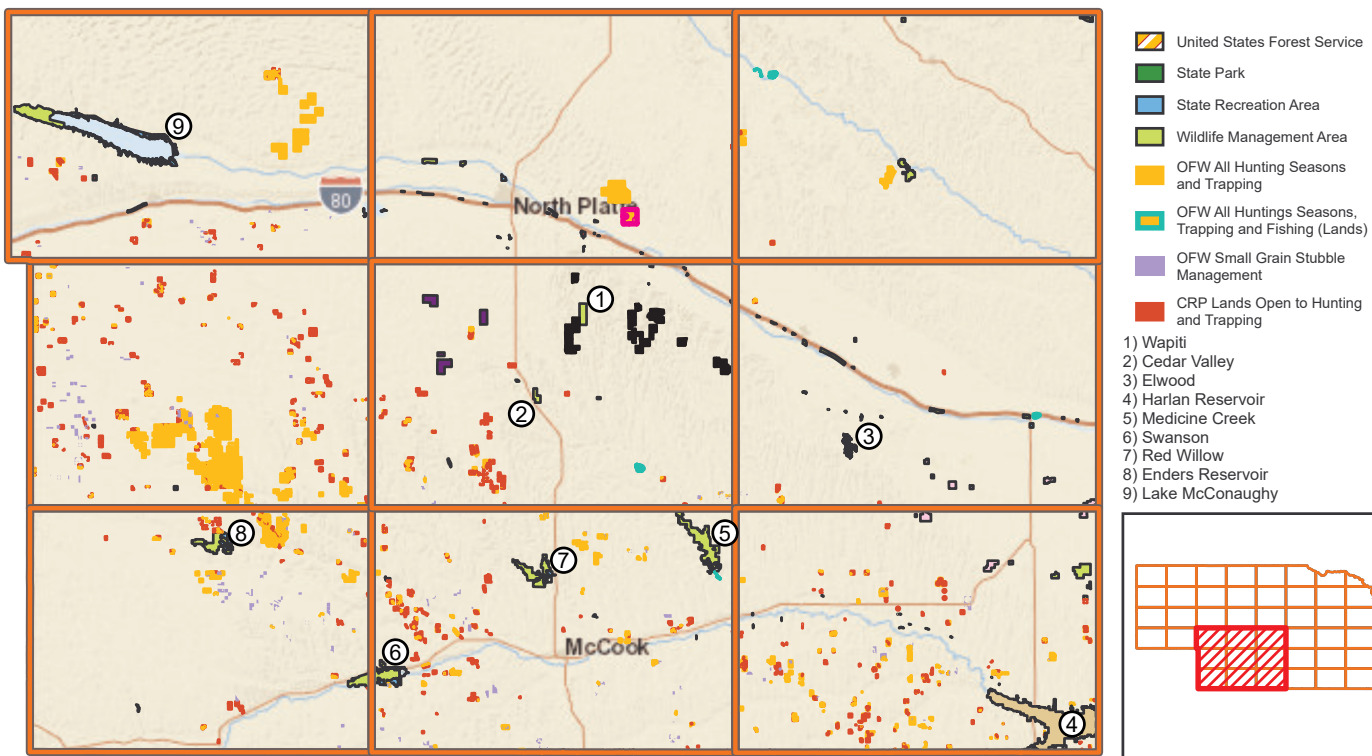 9
80
North Platte
1
2
3
8
7
5
6
McCook
4
United States Forest Service
State Park
State Recreation Area
Wildlife Management Area
OFW All Hunting Seasons
and Trapping
OFW All Huntings Seasons,
Trapping and Fishing (Lands)
OFW Small Grain Stubble
Management
CRP Lands Open to Hunting
and Trapping
1) Wapiti
2) Cedar Valley
3) Elwood
4) Harlan Reservoir
5) Medicine Creek
6) Swanson
7) Red Willow
8) Enders Reservoir
9) Lake McConaughy